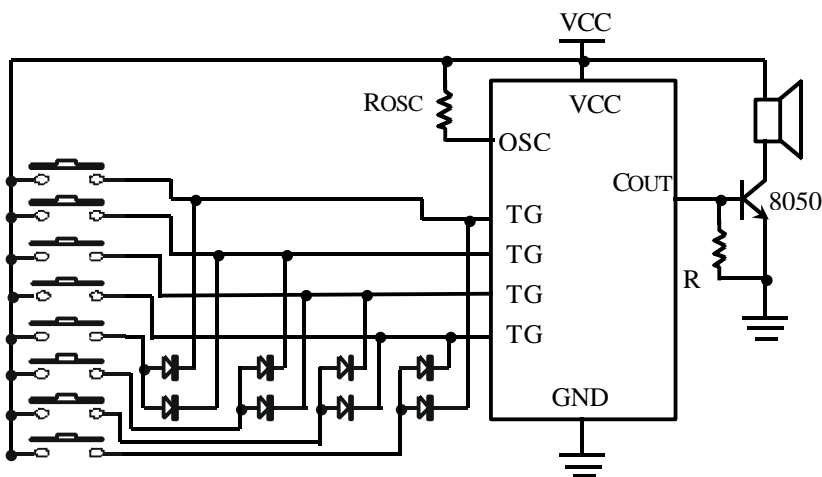 VCC
ROSC
VCC
OSC
COUT
8050
TG
TG
R
TG
TG
GND